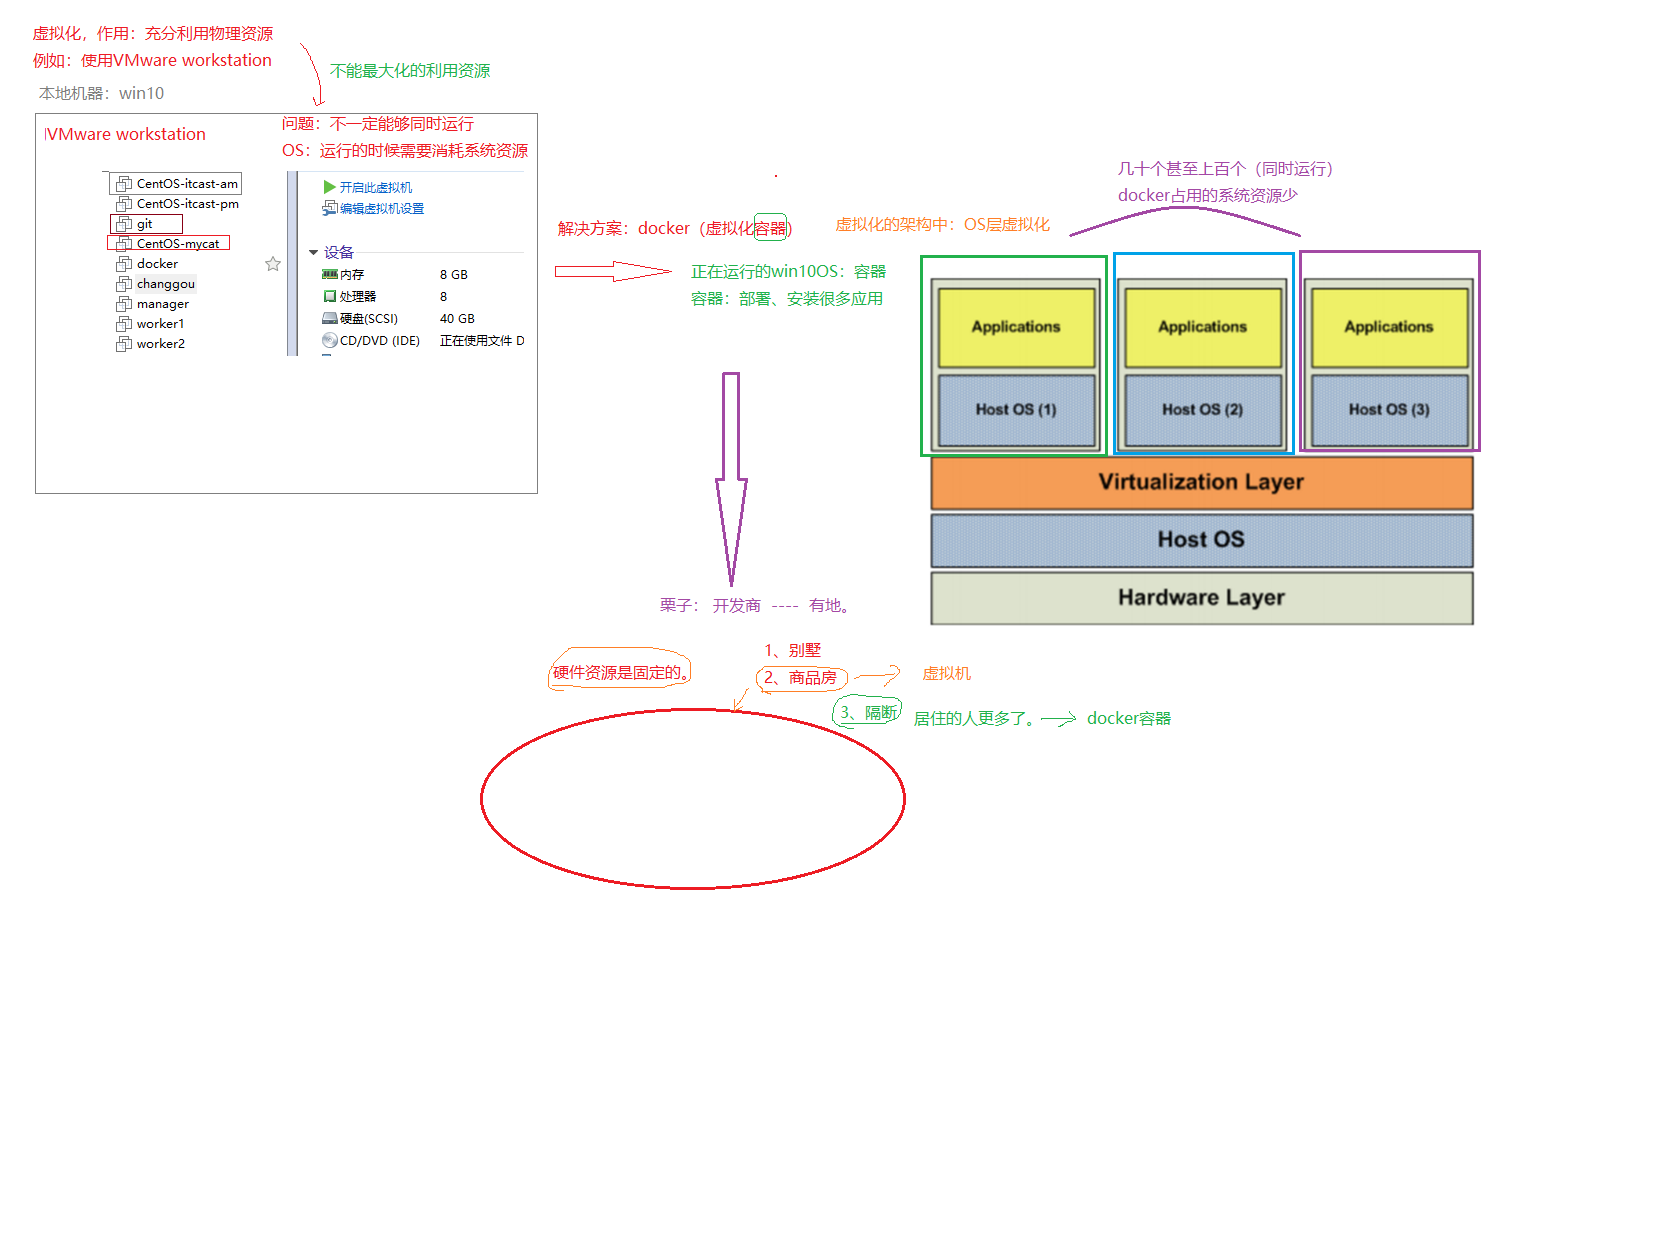 虚拟化，作用：充分利用物理资源
例如：使用VMware workstation
不能最大化的利用资源
本地机器：win10
VMware workstation
问题：不一定能够同时运行
OS：运行的时候需要消耗系统资源
CentOS-itcast-am
CentOS-itcast-pm
git
CentOS-mycat
docker
changgou
manager
worker1
worker2
开启此虚拟机
编辑虚拟机设置
设备
内存 8 GB
处理器 8
硬盘(SCSI) 40 GB
CD/DVD (IDE) 正在使用文件 D
解决方案：docker（虚拟化容器）
虚拟化的架构中：OS层虚拟化
正在运行的win10OS：容器
容器：部署、安装很多应用
几十个甚至上百个（同时运行）
docker占用的系统资源少
Applications
Applications
Applications
Host OS (1)
Host OS (2)
Host OS (3)
Virtualization Layer
Host OS
Hardware Layer
栗子： 开发商 ---- 有地。
硬件资源是固定的。
1、别墅
2、商品房
虚拟机
3、隔断
居住的人更多了。
docker容器